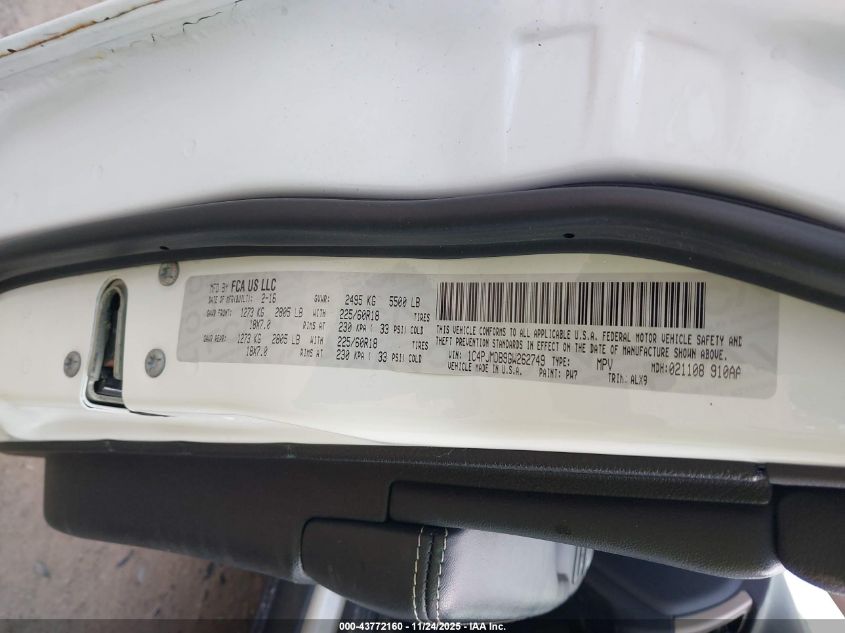 MFD BY FCA US LLC
DATE OF MFR(BUILT): 2-16 GVWR: 2495 KG 5500 LB
GAWR FRONT: 1273 KG 2805 LB WITH 225/60R18 TIRES
18X7.0 RIMS AT 230 KPA ( 33 PSI) COLD
GAWR REAR: 1273 KG 2805 LB WITH 225/60R18 TIRES
18X7.0 RIMS AT 230 KPA ( 33 PSI) COLD
THIS VEHICLE CONFORMS TO ALL APPLICABLE U.S.A. FEDERAL MOTOR VEHICLE SAFETY AND
THEFT PREVENTION STANDARDS IN EFFECT ON THE DATE OF MANUFACTURE SHOWN ABOVE.
VIN: 1C4PJMDB9GW262749 TYPE: MPV MDH:021108 910AA
VEHICLE MADE IN U.S.A. PAINT: PW7 TRIM: ALX9
000-43772160 - 11/24/2025 - IAA Inc.